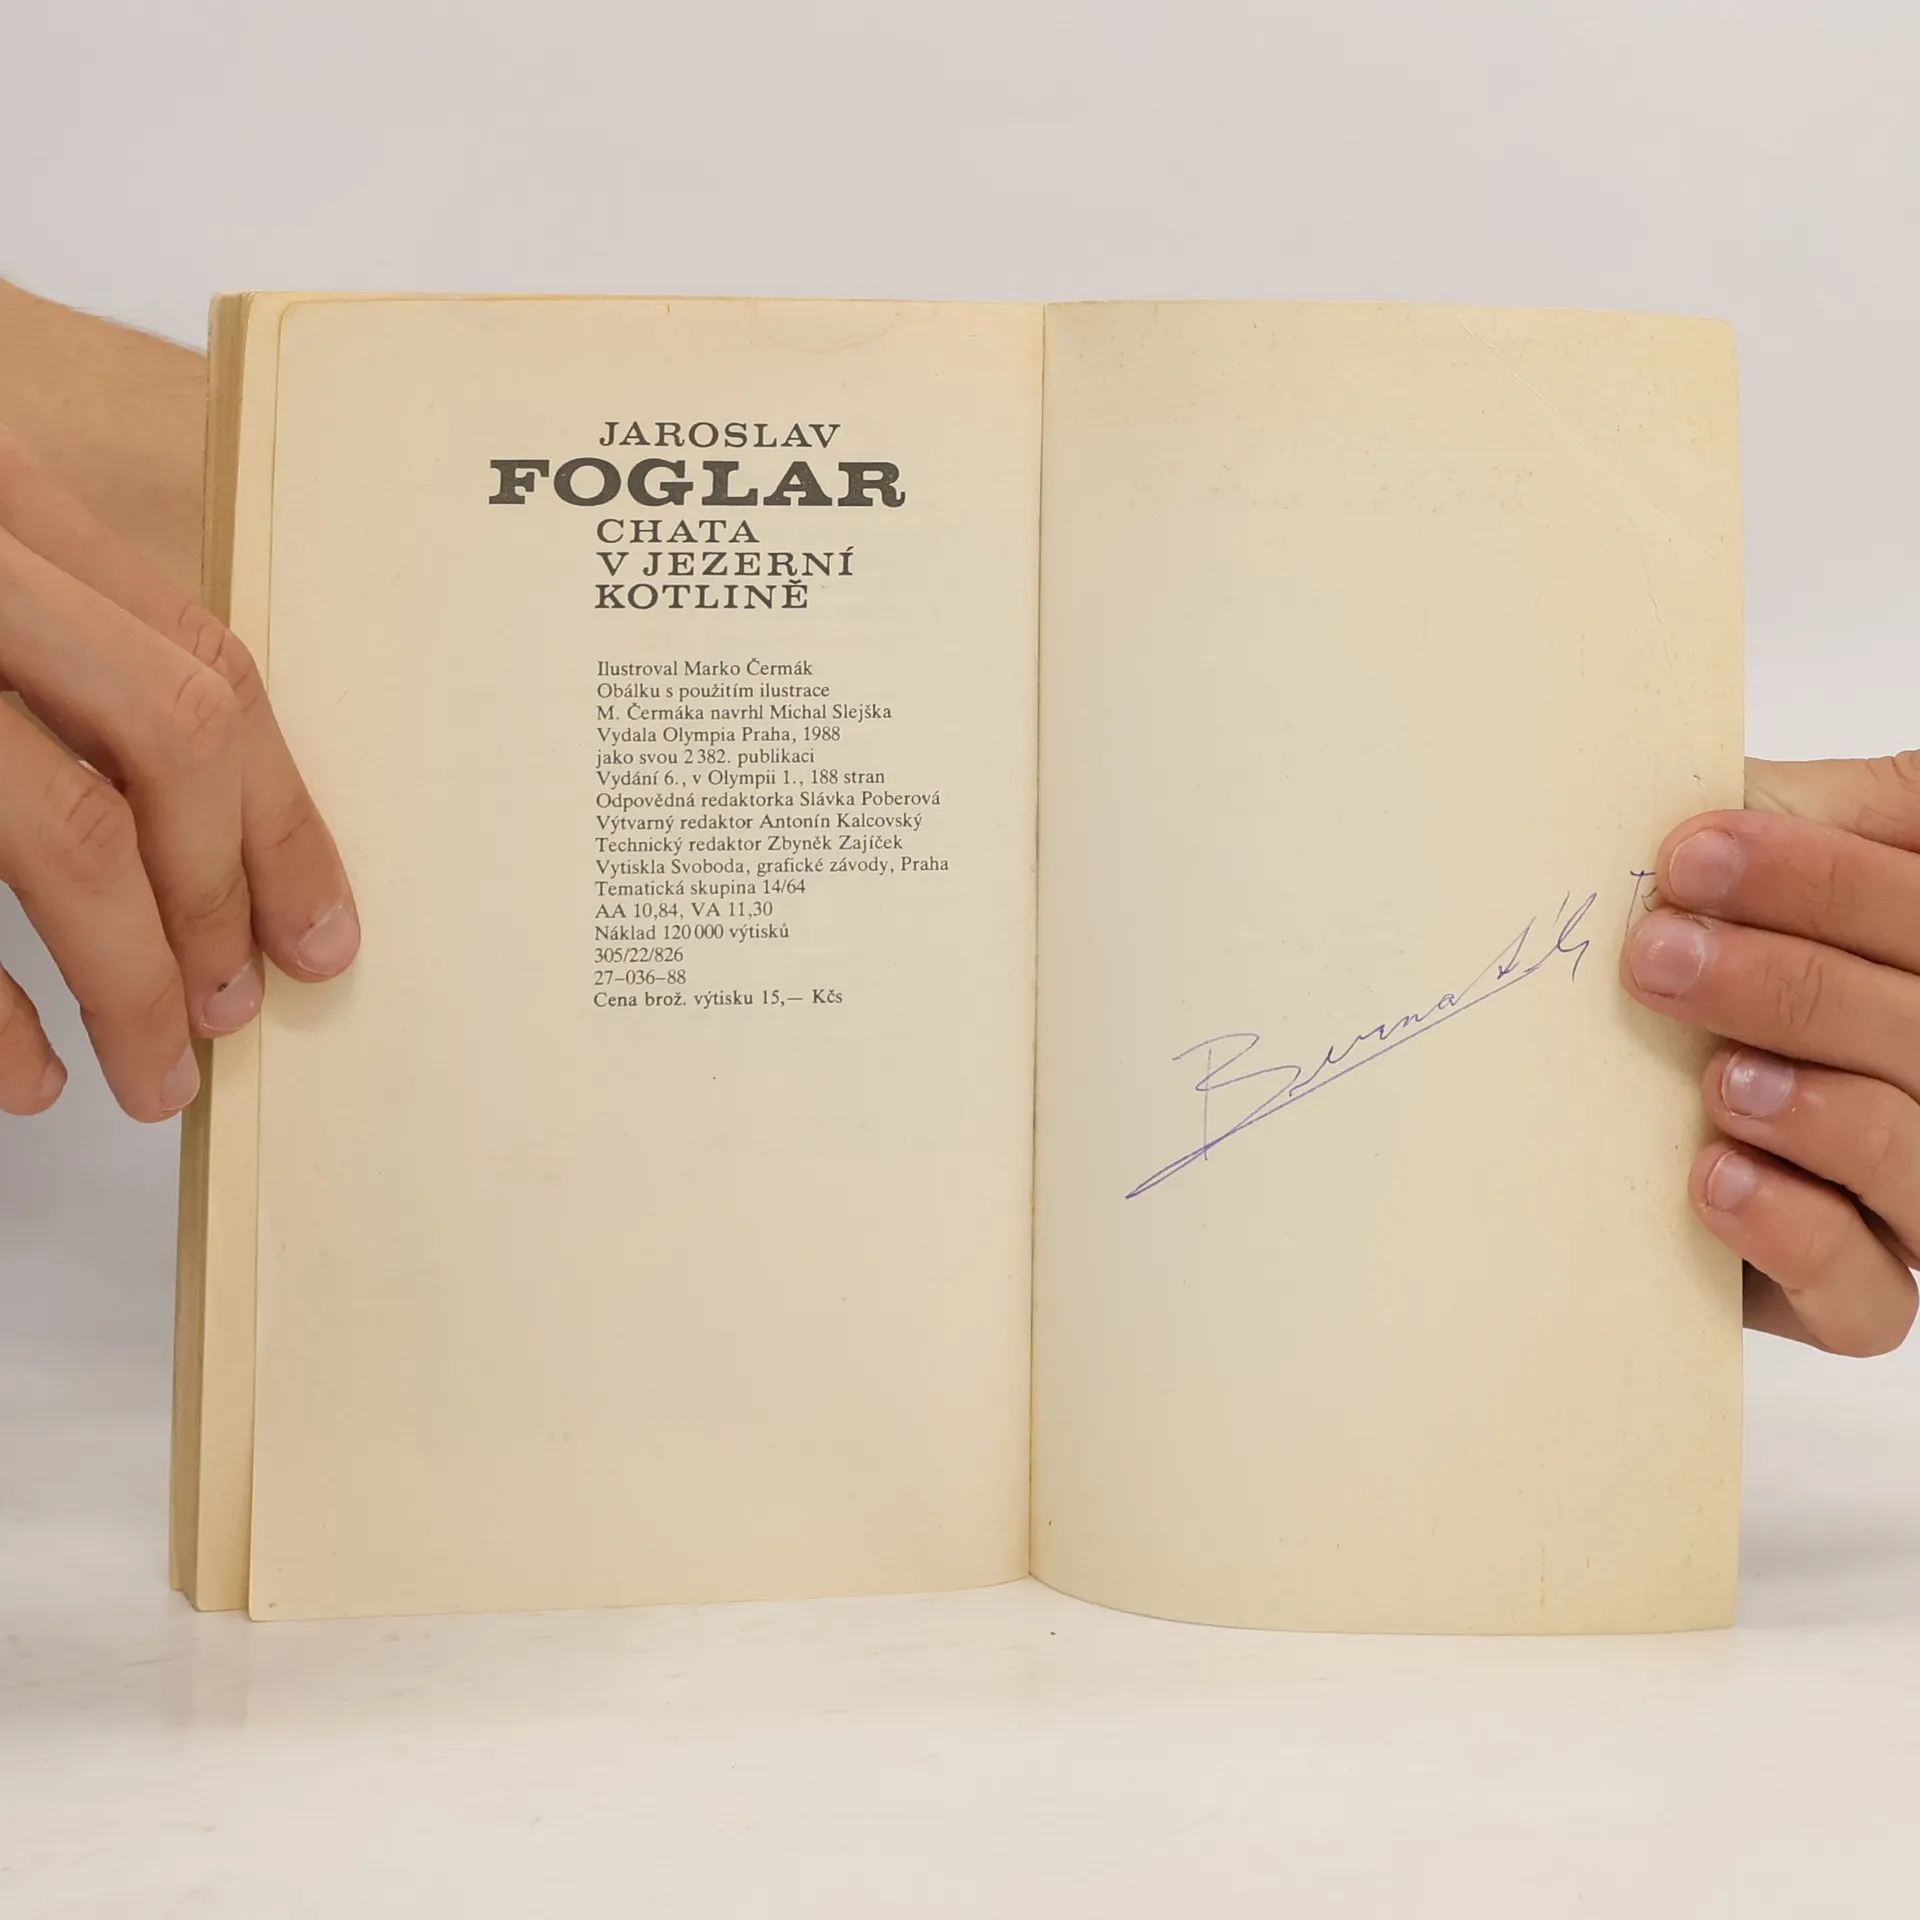 JAROSLAV
FOGLAR
CHATA
V JEZERNÍ
KOTLINĚ
Ilustroval Marko Čermák
Obálku s použitím ilustrace
M. Čermáka navrhl Michal Slejška
Vydala Olympia Praha, 1988
jako svou 2 382. publikaci
Vydání 6., v Olympii 1., 188 stran
Odpovědná redaktorka Slávka Poberová
Výtvarný redaktor Antonín Kalcovský
Technický redaktor Zbyněk Zajíček
Vytiskla Svoboda, grafické závody, Praha
Tematická skupina 14/64
AA 10,84, VA 11,30
Náklad 120 000 výtisků
305/22/826
27–036–88
Cena brož. výtisku 15,— Kčs